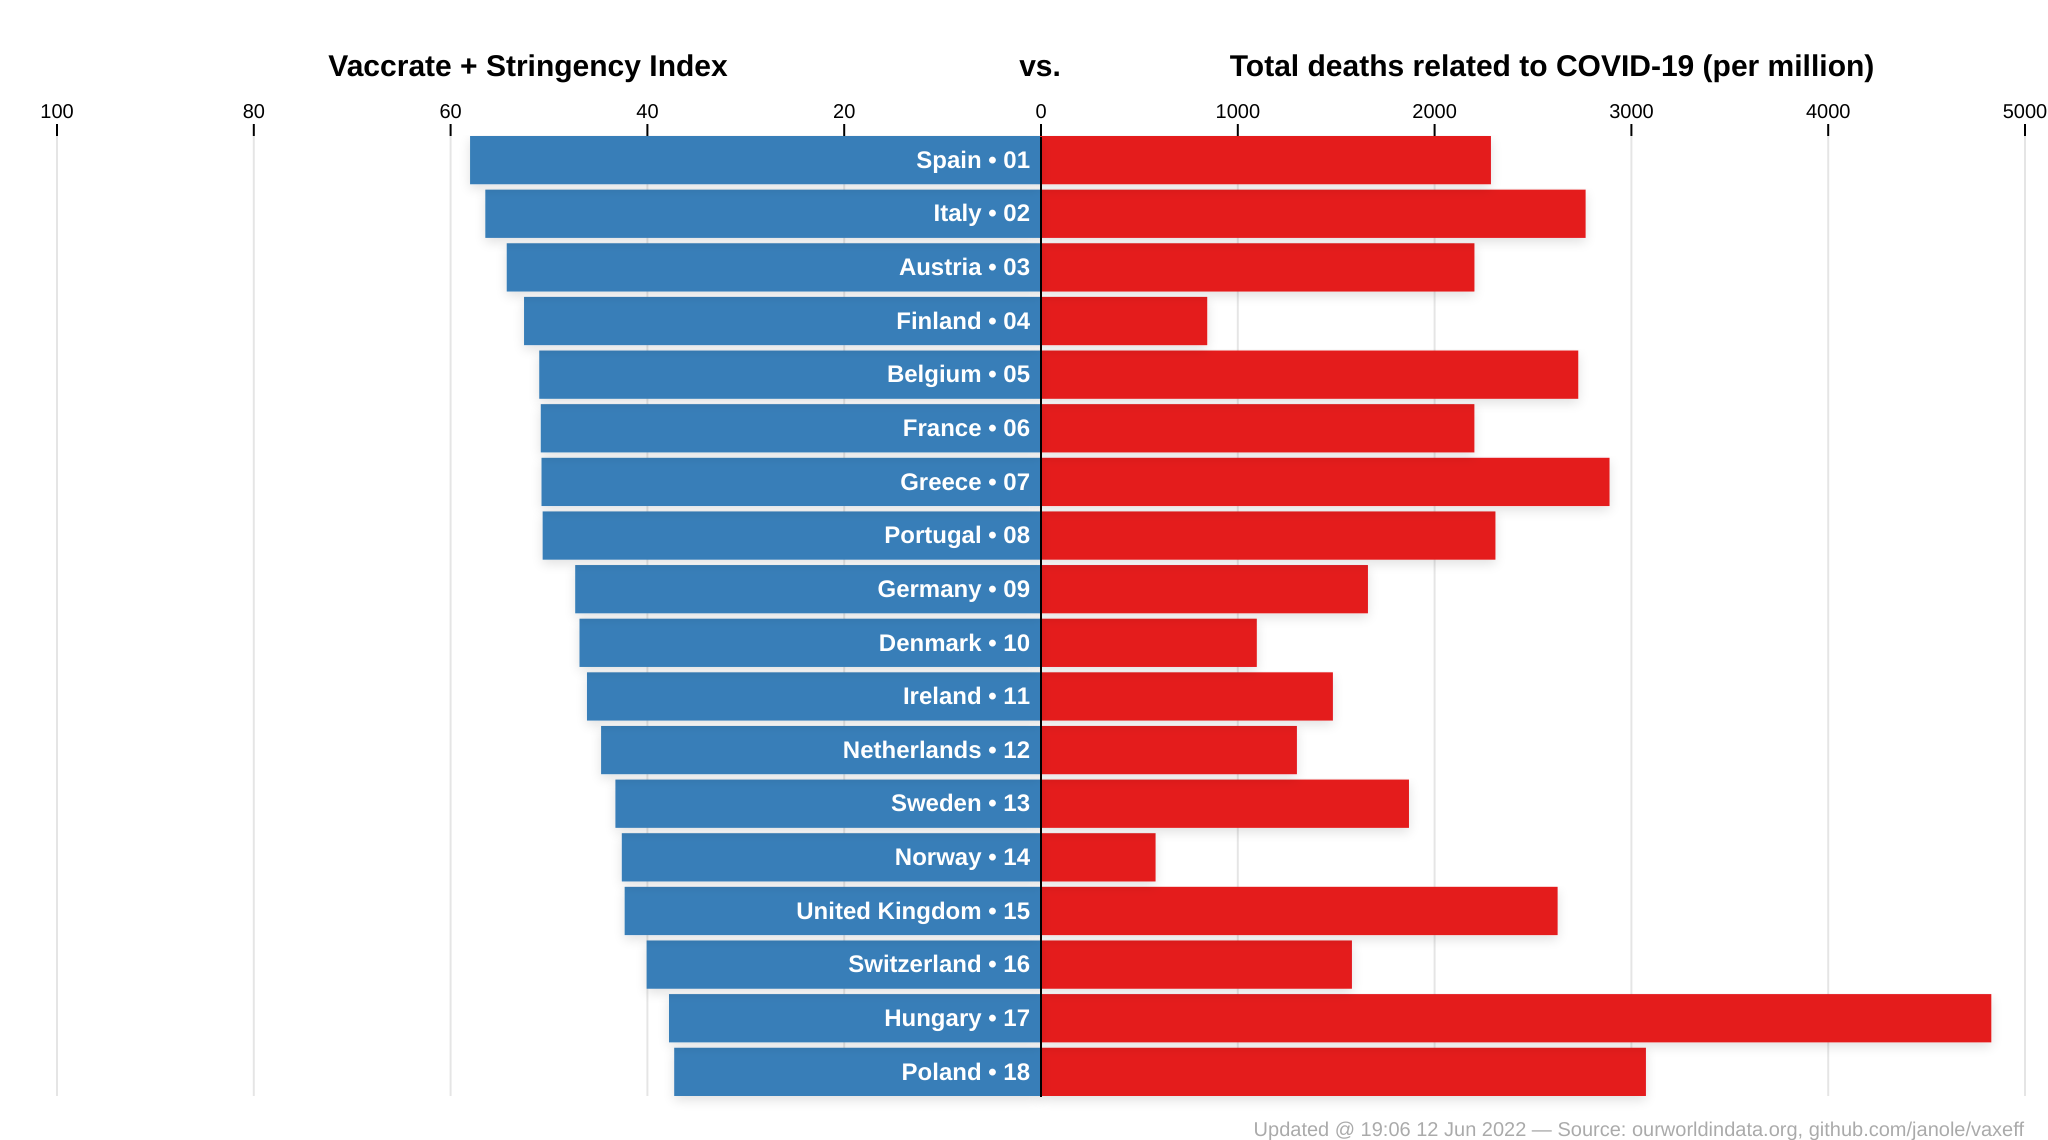 Vaccrate + Stringency Index vs. Total deaths related to COVID-19 (per million)
100 80 60 40 20 0 1000 2000 3000 4000 5000
Spain • 01
Italy • 02
Austria • 03
Finland • 04
Belgium • 05
France • 06
Greece • 07
Portugal • 08
Germany • 09
Denmark • 10
Ireland • 11
Netherlands • 12
Sweden • 13
Norway • 14
United Kingdom • 15
Switzerland • 16
Hungary • 17
Poland • 18
Updated @ 19:06 12 Jun 2022 — Source: ourworldindata.org, github.com/janole/vaxeff